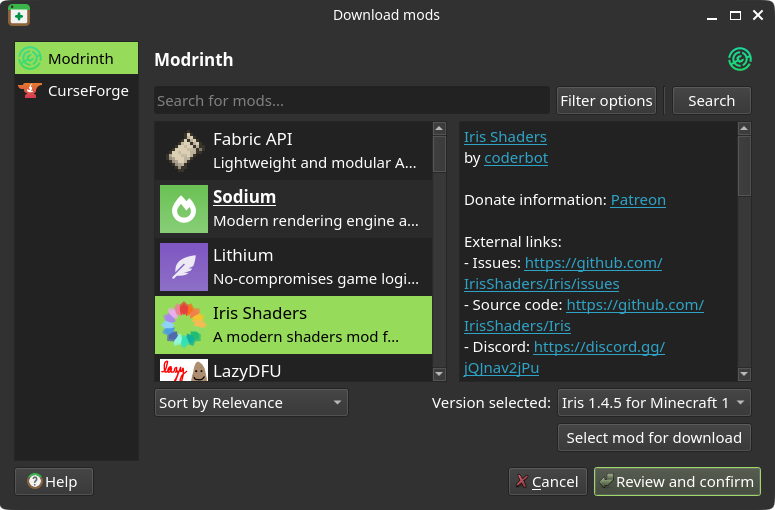 Download mods
Modrinth
CurseForge
Modrinth
Search for mods...
Filter options
Search
Fabric API
Lightweight and modular A...
Sodium
Modern rendering engine a...
Lithium
No-compromises game logi...
Iris Shaders
A modern shaders mod f...
lazy
LazyDFU
Iris Shaders
by coderbot
Donate information: Patreon
External links:
- Issues: https://github.com/
IrisShaders/Iris/issues
- Source code: https://github.com/
IrisShaders/Iris
- Discord: https://discord.gg/
jQJnav2jPu
Sort by Relevance
Version selected:
Iris 1.4.5 for Minecraft 1
Select mod for download
Help
Cancel
Review and confirm